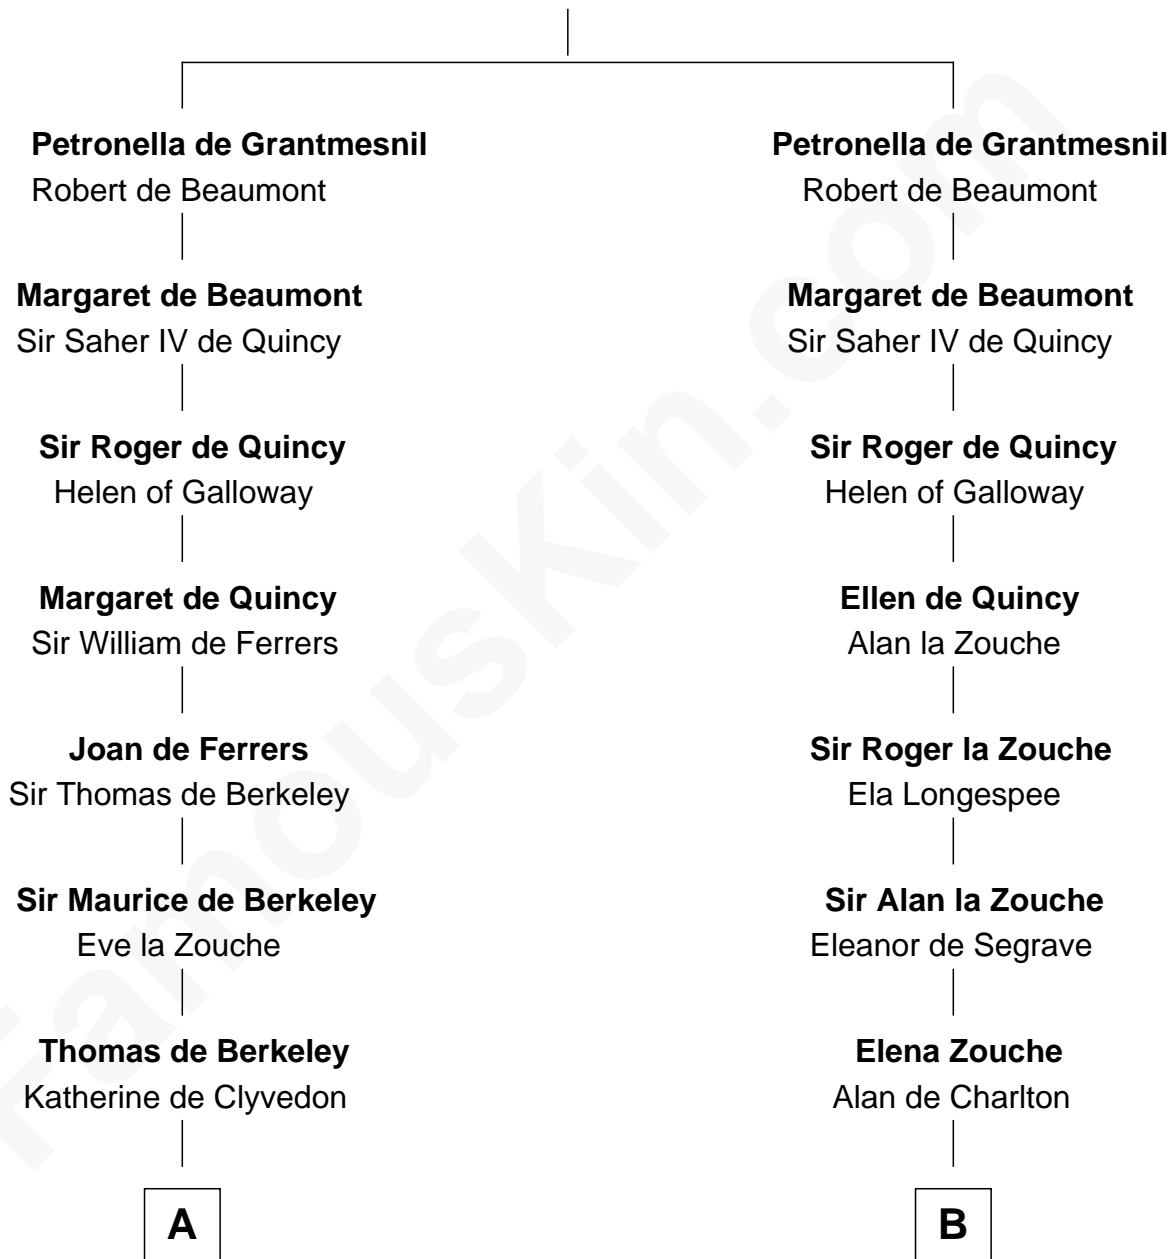 Petronella de Grantmesnil
Robert de Beaumont
Margaret de Beaumont
Sir Saher IV de Quincy
Sir Roger de Quincy
Helen of Galloway
Margaret de Quincy
Sir William de Ferrers
Joan de Ferrers
Sir Thomas de Berkeley
Sir Maurice de Berkeley
Eve la Zouche
Thomas de Berkeley
Katherine de Clyvedon
A
Petronella de Grantmesnil
Robert de Beaumont
Margaret de Beaumont
Sir Saher IV de Quincy
Sir Roger de Quincy
Helen of Galloway
Ellen de Quincy
Alan la Zouche
Sir Roger la Zouche
Ela Longespee
Sir Alan la Zouche
Eleanor de Segrave
Elena Zouche
Alan de Charlton
B
FamousKin.com